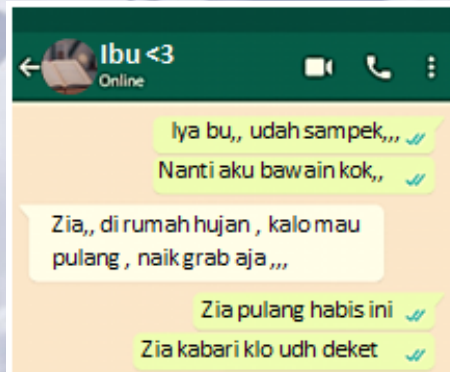 Ibu <3
Online
Iya bu,, udah sampek,,,
Nanti aku bawain kok,,
Zia,, di rumah hujan , kalo mau
pulang , naik grab aja ,,,
Zia pulang habis ini
Zia kabari klo udh deket